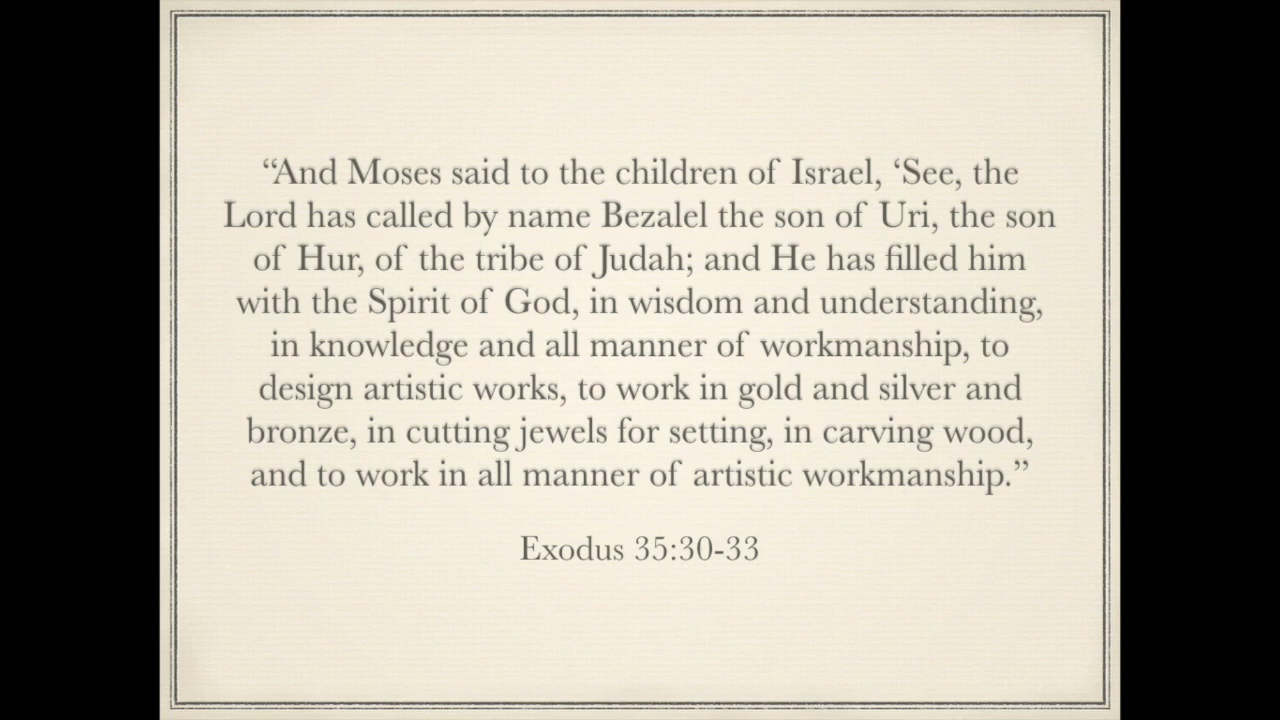 “And Moses said to the children of Israel, ‘See, the
Lord has called by name Bezalel the son of Uri, the son
of Hur, of the tribe of Judah; and He has filled him
with the Spirit of God, in wisdom and understanding,
in knowledge and all manner of workmanship, to
design artistic works, to work in gold and silver and
bronze, in cutting jewels for setting, in carving wood,
and to work in all manner of artistic workmanship.”
Exodus 35:30-33